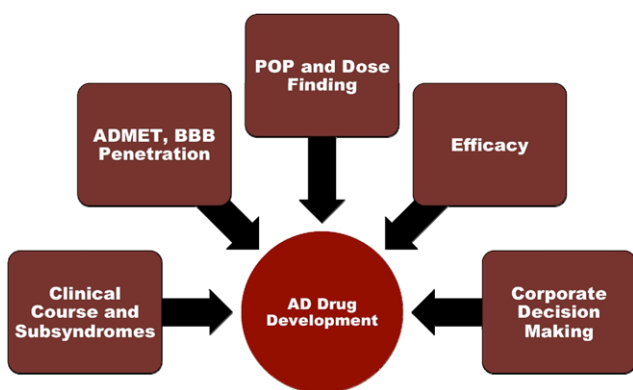 POP and Dose
Finding
ADMET, BBB
Penetration
Efficacy
Clinical
Course and
Subsyndromes
AD Drug
Development
Corporate
Decision
Making